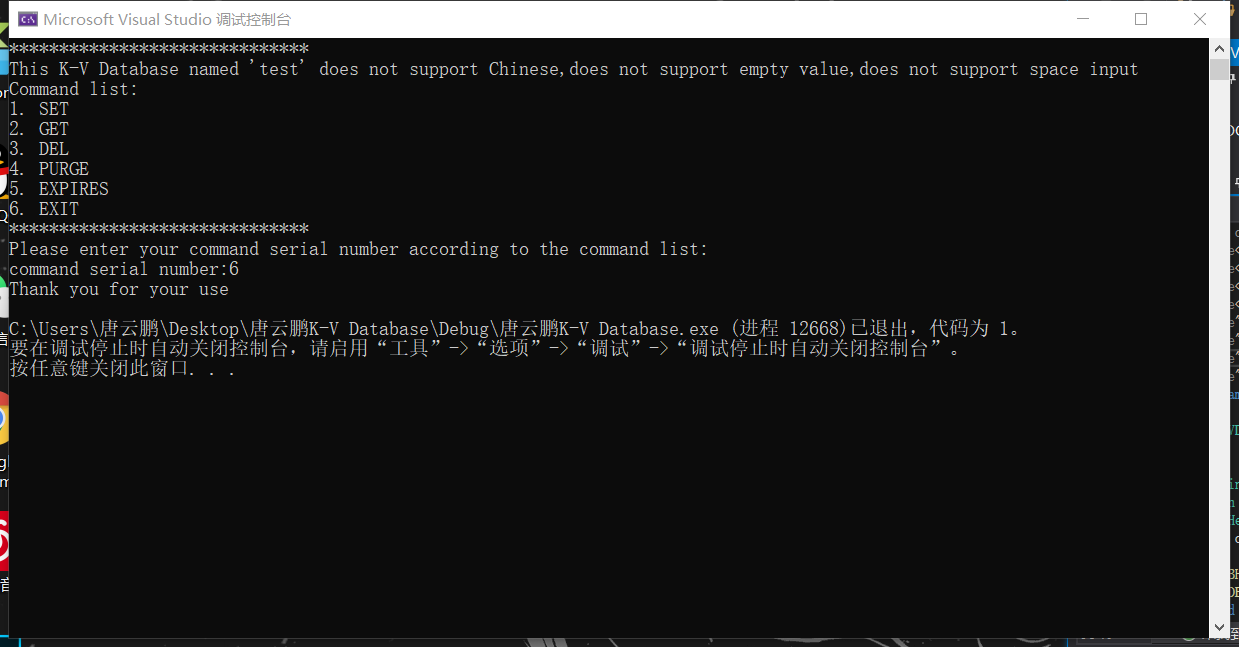 Microsoft Visual Studio 调试控制台
******************************
This K-V Database named 'test' does not support Chinese,does not support empty value,does not support space input
Command list:
1. SET
2. GET
3. DEL
4. PURGE
5. EXPIRES
6. EXIT
******************************
Please enter your command serial number according to the command list:
command serial number:6
Thank you for your use
C:\Users\唐云鹏\Desktop\唐云鹏K-V Database\Debug\唐云鹏K-V Database.exe (进程 12668)已退出，代码为 1。
要在调试停止时自动关闭控制台，请启用“工具”->“选项”->“调试”->“调试停止时自动关闭控制台”。
按任意键关闭此窗口. . .